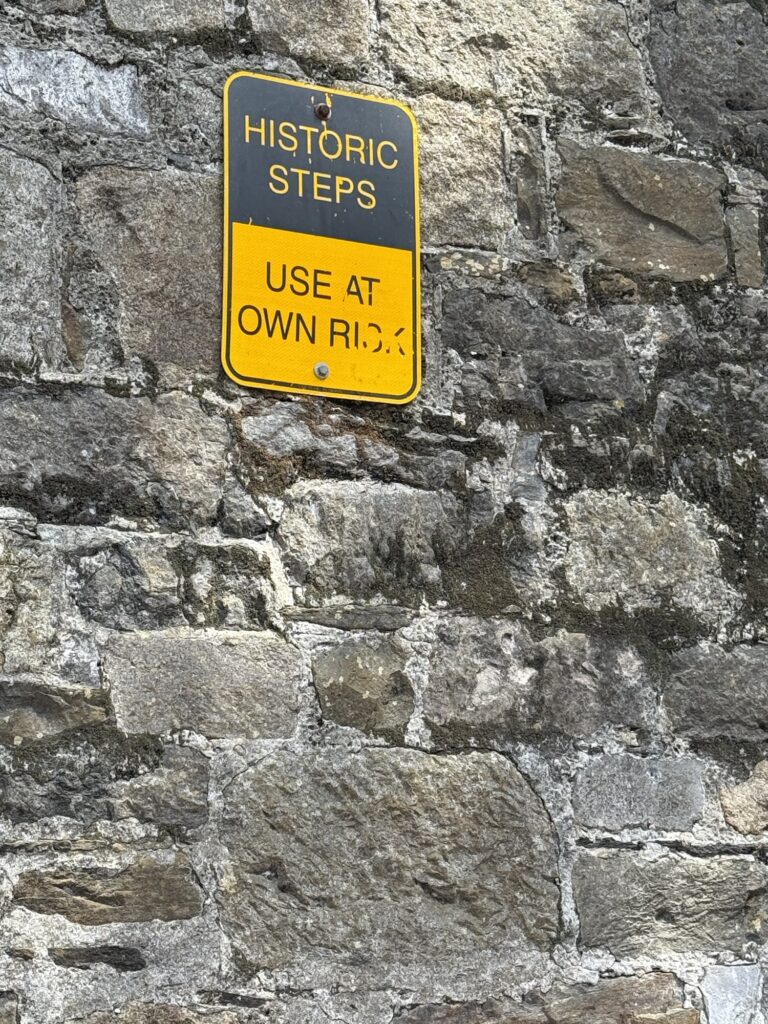 HISTORIC
STEPS
USE AT
OWN RISK